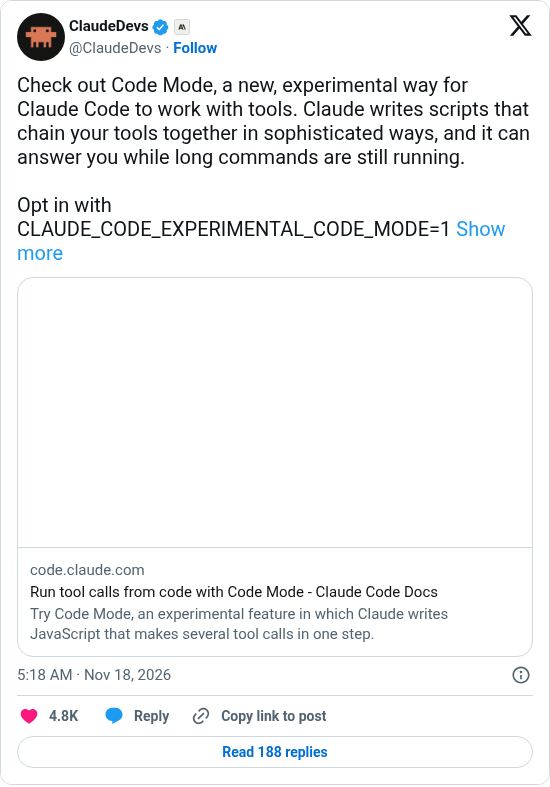 ClaudeDevs
@ClaudeDevs · Follow
Check out Code Mode, a new, experimental way for
Claude Code to work with tools. Claude writes scripts that
chain your tools together in sophisticated ways, and it can
answer you while long commands are still running.
Opt in with
CLAUDE_CODE_EXPERIMENTAL_CODE_MODE=1 Show
more
code.claude.com
Run tool calls from code with Code Mode - Claude Code Docs
Try Code Mode, an experimental feature in which Claude writes
JavaScript that makes several tool calls in one step.
5:18 AM · Nov 18, 2026
4.8K Reply Copy link to post
Read 188 replies